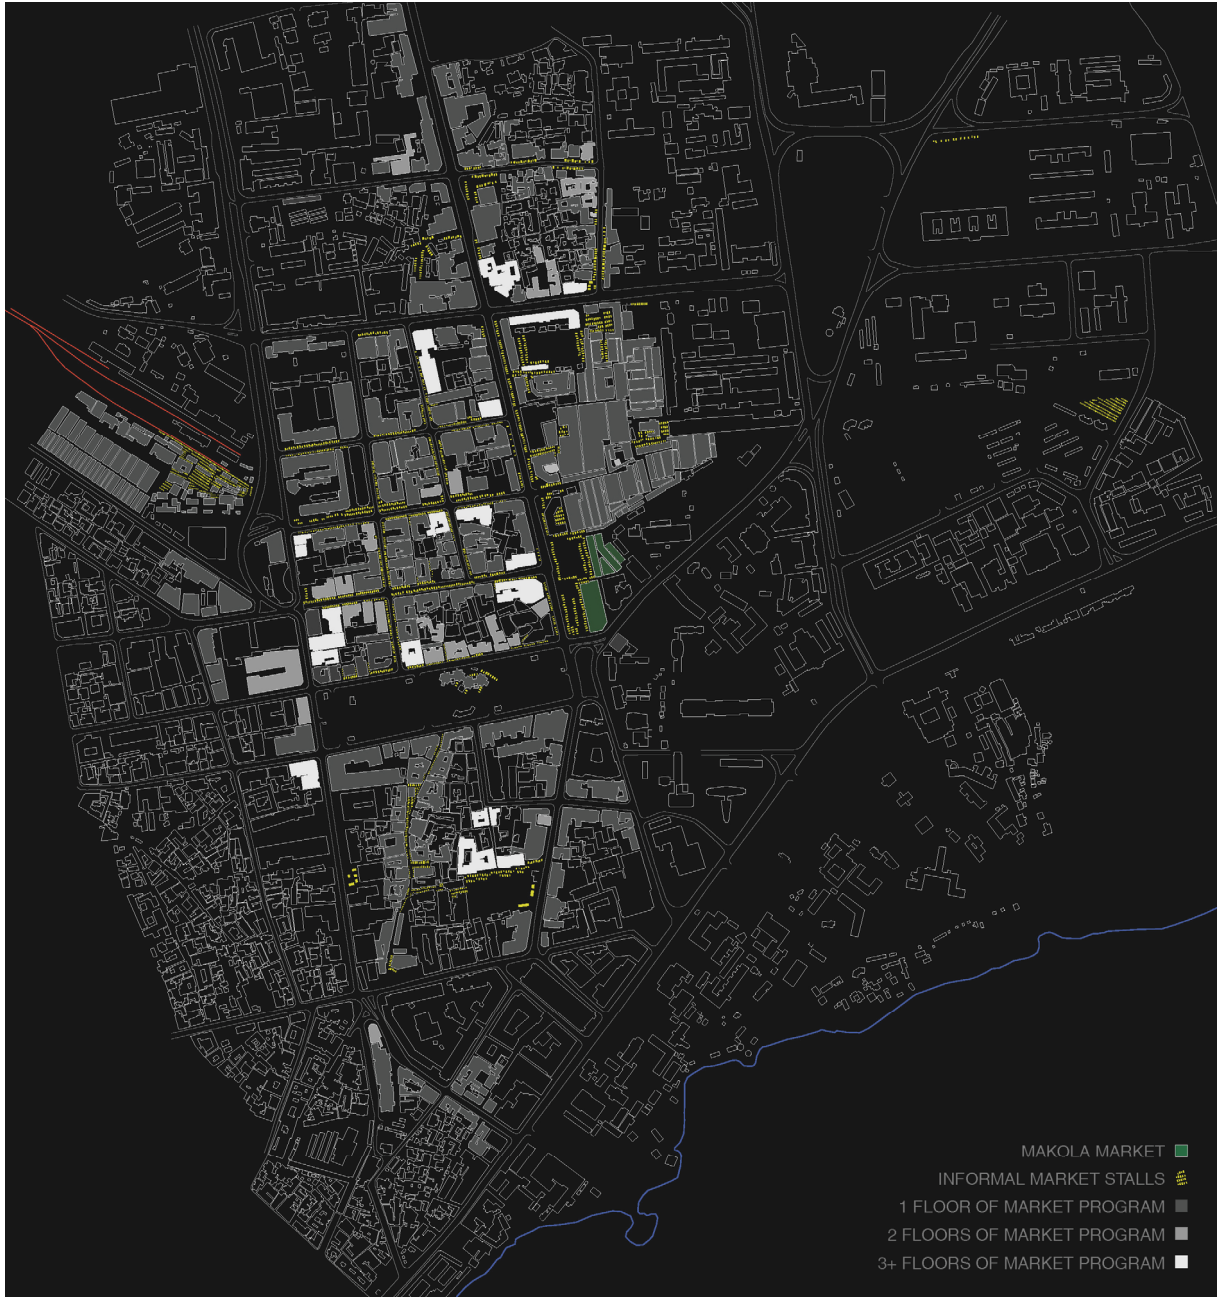 MAKOLA MARKET
INFORMAL MARKET STALLS
1 FLOOR OF MARKET PROGRAM
2 FLOORS OF MARKET PROGRAM
3+ FLOORS OF MARKET PROGRAM